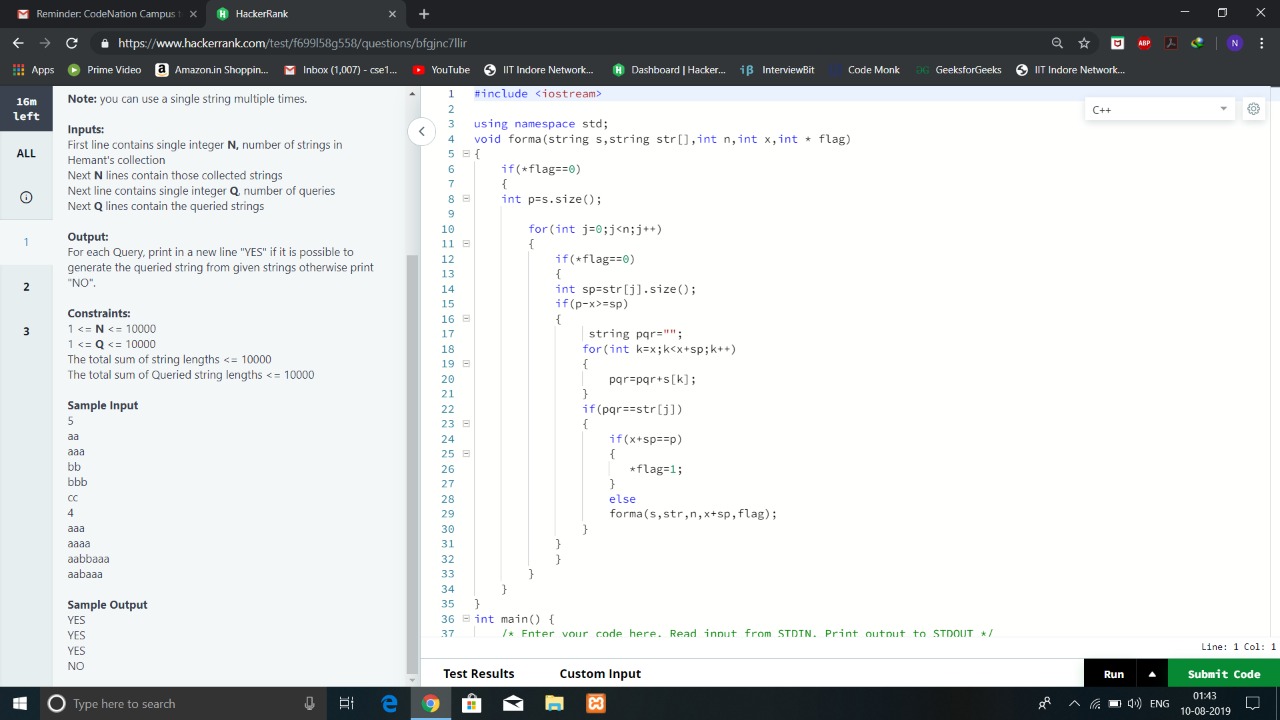 Reminder: CodeNation Campus t
HackerRank
https://www.hackerrank.com/test/f699l58g558/questions/bfgjnc7llir
Apps
Prime Video
Amazon.in Shoppin...
Inbox (1,007) - cse1...
YouTube
IIT Indore Network...
Dashboard | Hacker...
InterviewBit
Code Monk
GeeksforGeeks
IIT Indore Network...
16m
left
ALL
1
2
3
Note: you can use a single string multiple times.
Inputs:
First line contains single integer N, number of strings in
Hemant's collection
Next N lines contain those collected strings
Next line contains single integer Q, number of queries
Next Q lines contain the queried strings
Output:
For each Query, print in a new line "YES" if it is possible to
generate the queried string from given strings otherwise print
"NO".
Constraints:
1 <= N <= 10000
1 <= Q <= 10000
The total sum of string lengths <= 10000
The total sum of Queried string lengths <= 10000
Sample Input
5
aa
aaa
bb
bbb
cc
4
aaa
aaaa
aabbaaa
aabaaa
Sample Output
YES
YES
YES
NO
C++
1 #include <iostream>
2
3 using namespace std;
4 void forma(string s,string str[],int n,int x,int * flag)
5 {
6 if(*flag==0)
7 {
8 int p=s.size();
9
10 for(int j=0;j<n;j++)
11 {
12 if(*flag==0)
13 {
14 int sp=str[j].size();
15 if(p-x>=sp)
16 {
17 string pqr="";
18 for(int k=x;k<x+sp;k++)
19 {
20 pqr=pqr+s[k];
21 }
22 if(pqr==str[j])
23 {
24 if(x+sp==p)
25 {
26 *flag=1;
27 }
28 else
29 forma(s,str,n,x+sp,flag);
30 }
31 }
32 }
33 }
34 }
35 }
36 int main() {
37 /* Enter your code here. Read input from STDIN. Print output to STDOUT */
Line: 1 Col: 1
Test Results
Custom Input
Run
Submit Code
Type here to search
ENG
01:43
10-08-2019